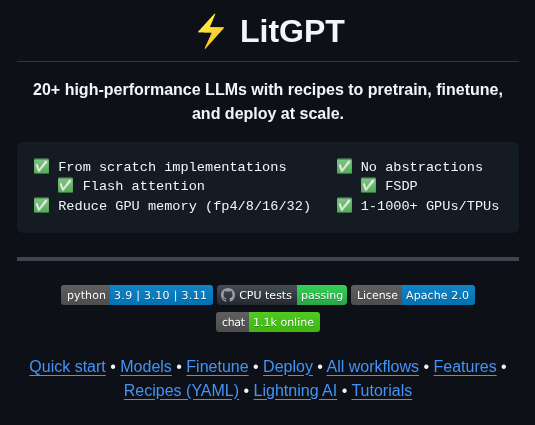 ⚡ LitGPT
20+ high-performance LLMs with recipes to pretrain, finetune,
and deploy at scale.
✅ From scratch implementations ✅ No abstractions
✅ Flash attention ✅ FSDP
✅ Reduce GPU memory (fp4/8/16/32) ✅ 1-1000+ GPUs/TPUs
python 3.9 | 3.10 | 3.11 CPU tests passing License Apache 2.0
chat 1.1k online
Quick start • Models • Finetune • Deploy • All workflows • Features •
Recipes (YAML) • Lightning AI • Tutorials